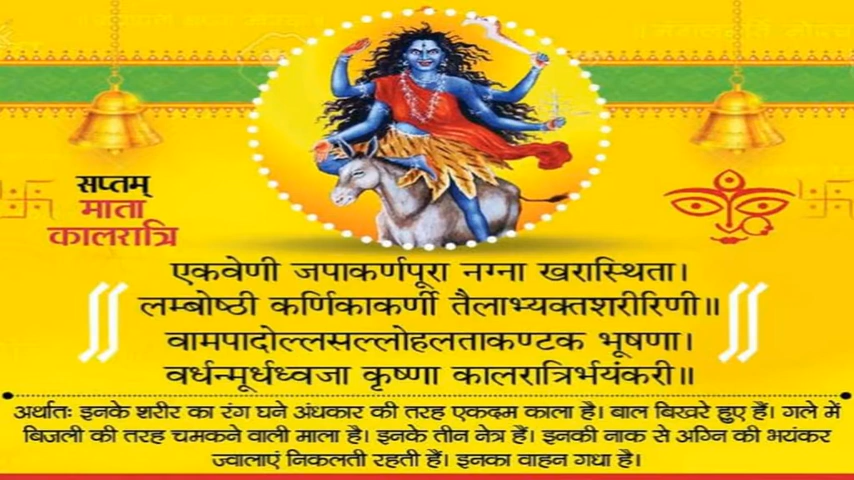 सप्तम्
माता
कालरात्रि
एकवेणी जपाकर्णपूरा नग्ना खरास्थिता।
लम्बोष्ठी कर्णिकाकर्णी तैलाभ्यक्तशरीरिणी॥
वामपादोल्लसल्लोहलताकण्टक भूषणा।
वर्धन्मूर्धध्वजा कृष्णा कालरात्रिर्भयंकरी॥
अर्थातः इनके शरीर का रंग घने अंधकार की तरह एकदम काला है। बाल बिखरे हुए हैं। गले में
बिजली की तरह चमकने वाली माला है। इनके तीन नेत्र हैं। इनकी नाक से अग्नि की भयंकर
ज्वालाएं निकलती रहती हैं। इनका वाहन गधा है।